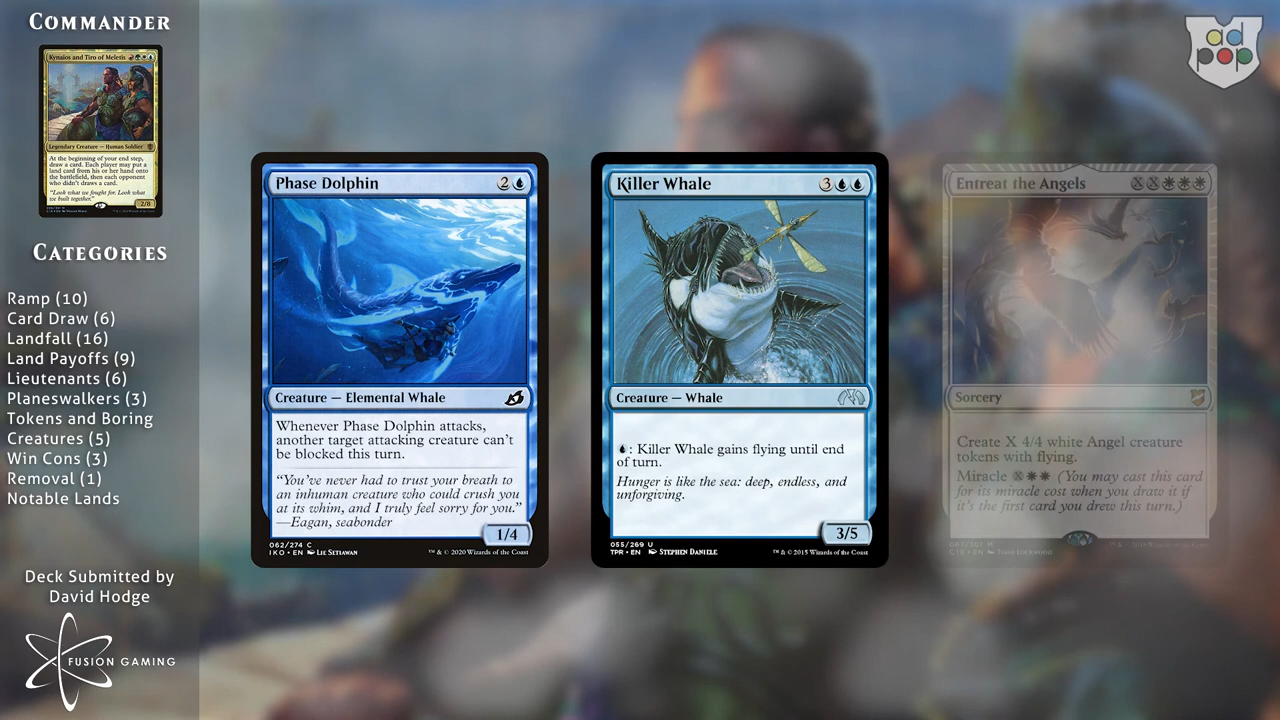 Commander
Kynaios and Tiro of Meletis
Legendary Creature — Human Soldier
At the beginning of your end step,
draw a card. Each player may put a
land card from his or her hand onto
the battlefield, then each opponent
who didn't draws a card.
"Look what we fought for. Look what
we built together."
2/8
Categories
Ramp (10)
Card Draw (6)
Landfall (16)
Land Payoffs (9)
Lieutenants (6)
Planeswalkers (3)
Tokens and Boring
Creatures (5)
Win Cons (3)
Removal (1)
Notable Lands
Deck Submitted by
David Hodge
FUSION GAMING
Phase Dolphin 2
Creature — Elemental Whale
Whenever Phase Dolphin attacks,
another target attacking creature can't
be blocked this turn.
"You've never had to trust your breath to
an inhuman creature who could crush you
at its whim, and I truly feel sorry for you."
—Eagan, seabonder
1/4
062/274 C
IKO • EN Lie Setiawan
™ & © 2020 Wizards of the Coast
Killer Whale 3
Creature — Whale
: Killer Whale gains flying until end
of turn.
Hunger is like the sea: deep, endless, and
unforgiving.
3/5
055/269 U
TPR • EN Stephen Daniele
™ & © 2015 Wizards of the Coast
Entreat the Angels X X
Sorcery
Create X 4/4 white Angel creature
tokens with flying.
Miracle X (You may cast this card
for its miracle cost when you draw it if
it's the first card you drew this turn.)
ad
pop